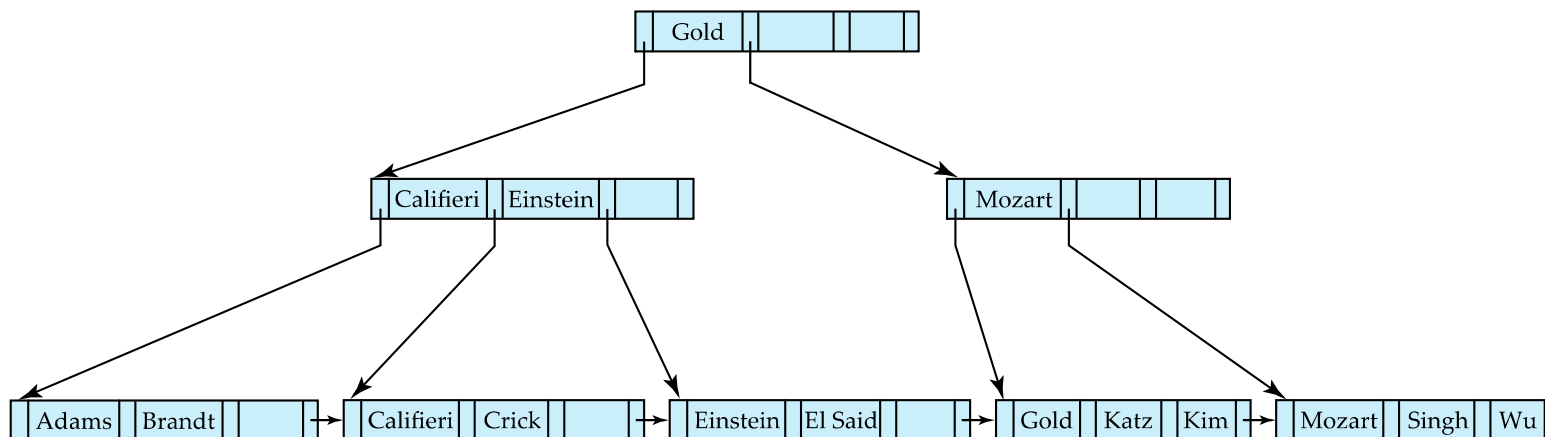 Gold
Califieri Einstein Mozart
Adams Brandt Califieri Crick Einstein El Said Gold Katz Kim Mozart Singh Wu